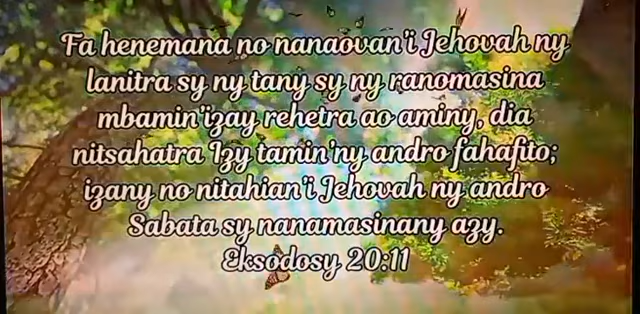 Fa henemana no nanaovan'i Jehovah ny
lanitra sy ny tany sy ny ranomasina
mbamin'izay rehetra ao aminy, dia
nitsahatra Izy tamin'ny andro fahafito;
izany no nitahian'i Jehovah ny andro
Sabata sy nanamasinany azy.
Eksodosy 20:11